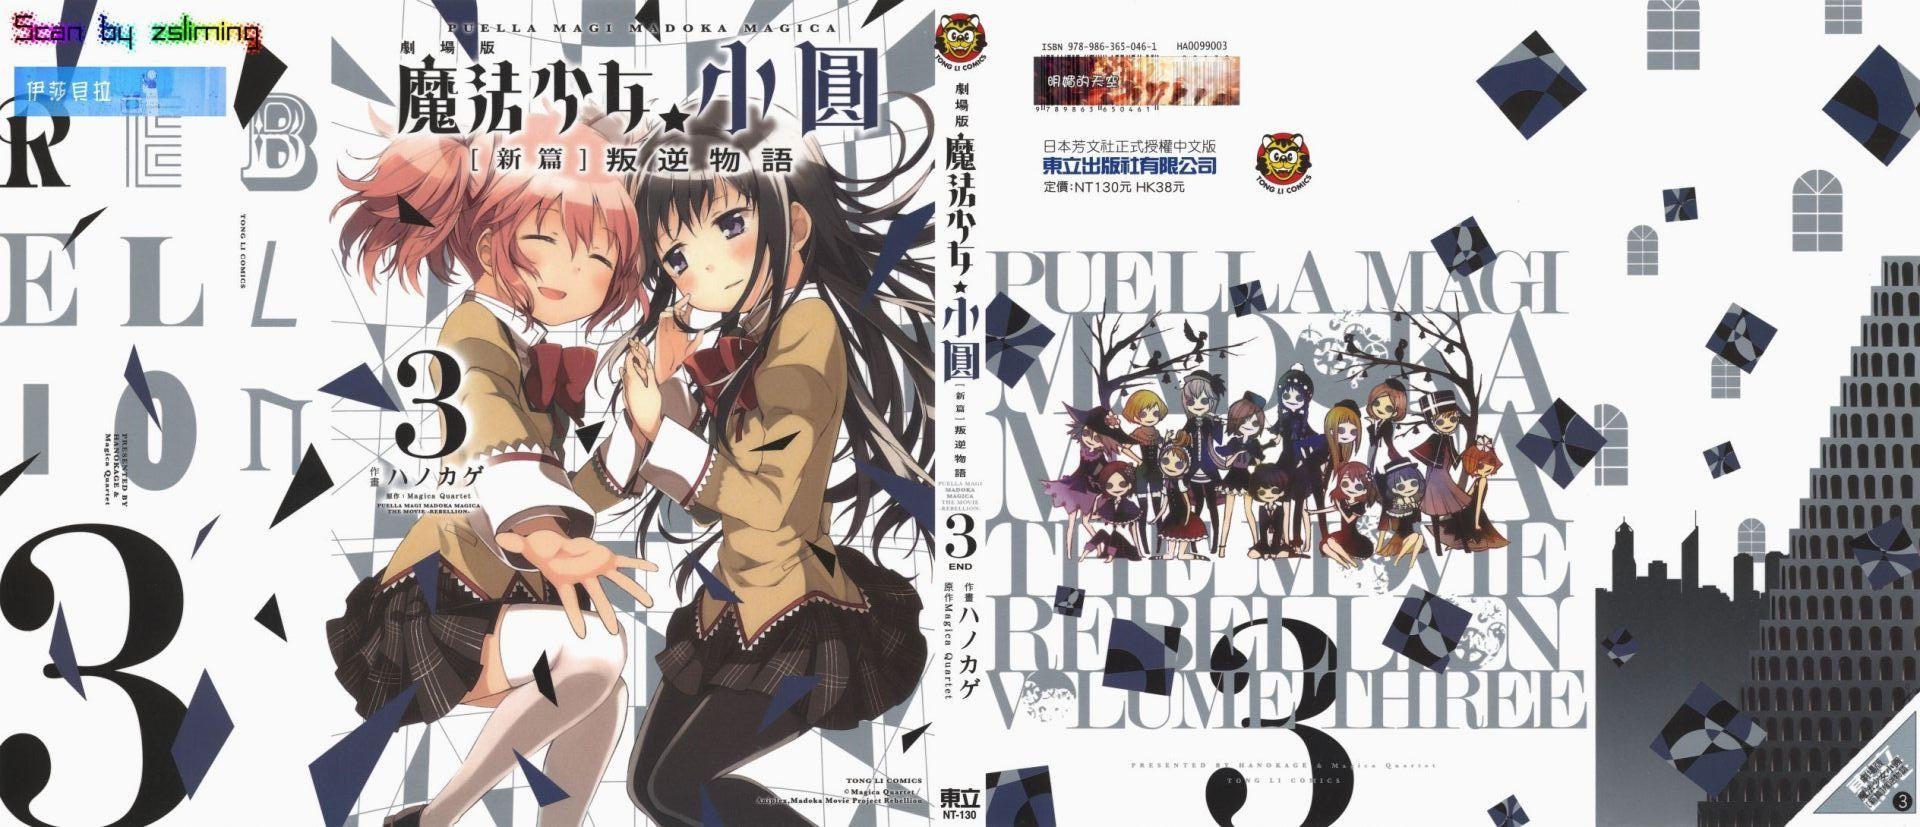 Scan by zsliming
伊莎貝拉
REB
ELL
ION
TONG LI COMICS
PRESENTED BY
HANOKAGE &
Magica Quartet
3
PUELLA MAGI MADOKA MAGICA
劇場版
魔法少女★小圓
[新篇]叛逆物語
3
作畫 ハノカゲ
原作:Magica Quartet
PUELLA MAGI MADOKA MAGICA
THE MOVIE -REBELLION-
TONG LI COMICS
©Magica Quartet/
Aniplex,Madoka Movie Project Rebellion
TONG LI COMICS
劇場版
魔法少女★小圓
[新篇]叛逆物語
PUELLA MAGI
MADOKA
MAGICA
THE MOVIE
-REBELLION-
3
END
作畫 ハノカゲ
原作 Magica Quartet
東立
NT-130
ISBN 978-986-365-046-1 HA0099003
明媚的天空
9 789863 650461
日本芳文社正式授權中文版
東立出版社有限公司
定價:NT130元 HK38元
TONG LI COMICS
PUELLA MAGI
MADOKA
MAGICA
THE MOVIE
REBELLION
VOLUME THREE
3
PRESENTED BY HANOKAGE & Magica Quartet
TONG LI COMICS
3